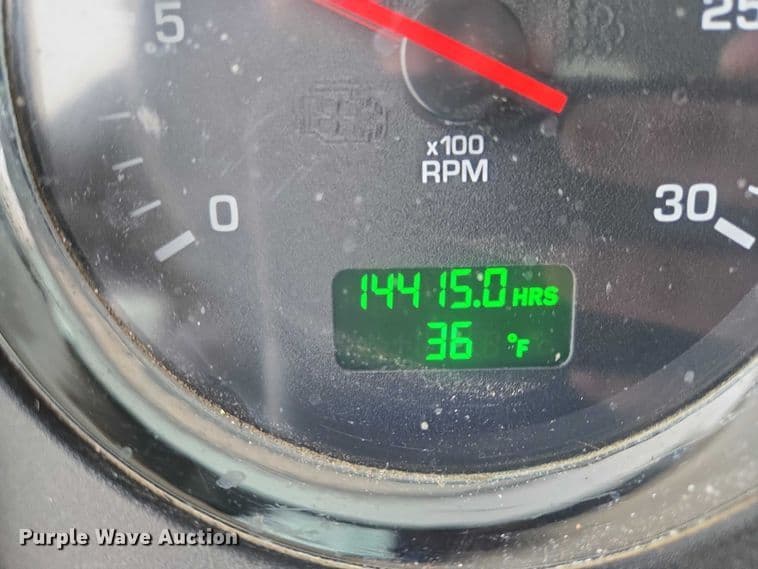 5
25
x100
RPM
0
30
14415.0 HRS
36 °F
Purple Wave Auction